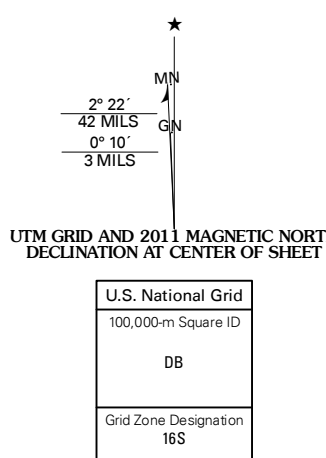 ★
MN
2° 22´
42 MILS
GN
0° 10´
3 MILS
UTM GRID AND 2011 MAGNETIC NORT
DECLINATION AT CENTER OF SHEET
U.S. National Grid
100,000-m Square ID
DB
Grid Zone Designation
16S